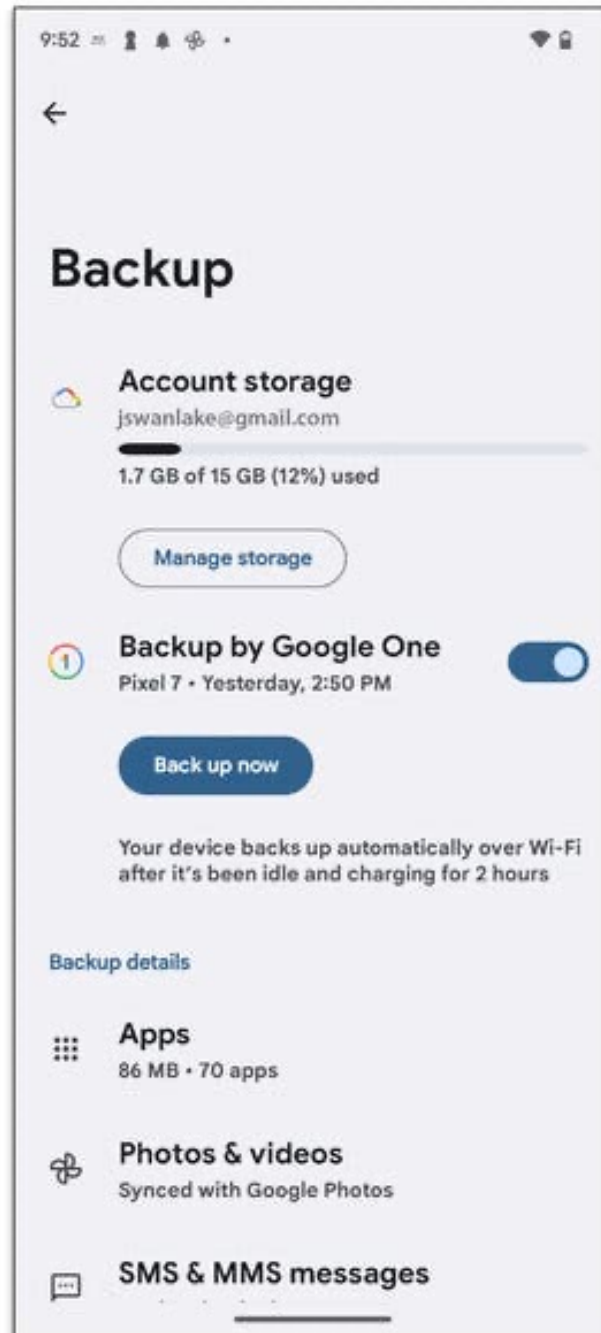 9:52
Backup
Account storage
jswanlake@gmail.com
1.7 GB of 15 GB (12%) used
Manage storage
1
Backup by Google One
Pixel 7 • Yesterday, 2:50 PM
Back up now
Your device backs up automatically over Wi-Fi
after it's been idle and charging for 2 hours
Backup details
Apps
86 MB • 70 apps
Photos & videos
Synced with Google Photos
SMS & MMS messages